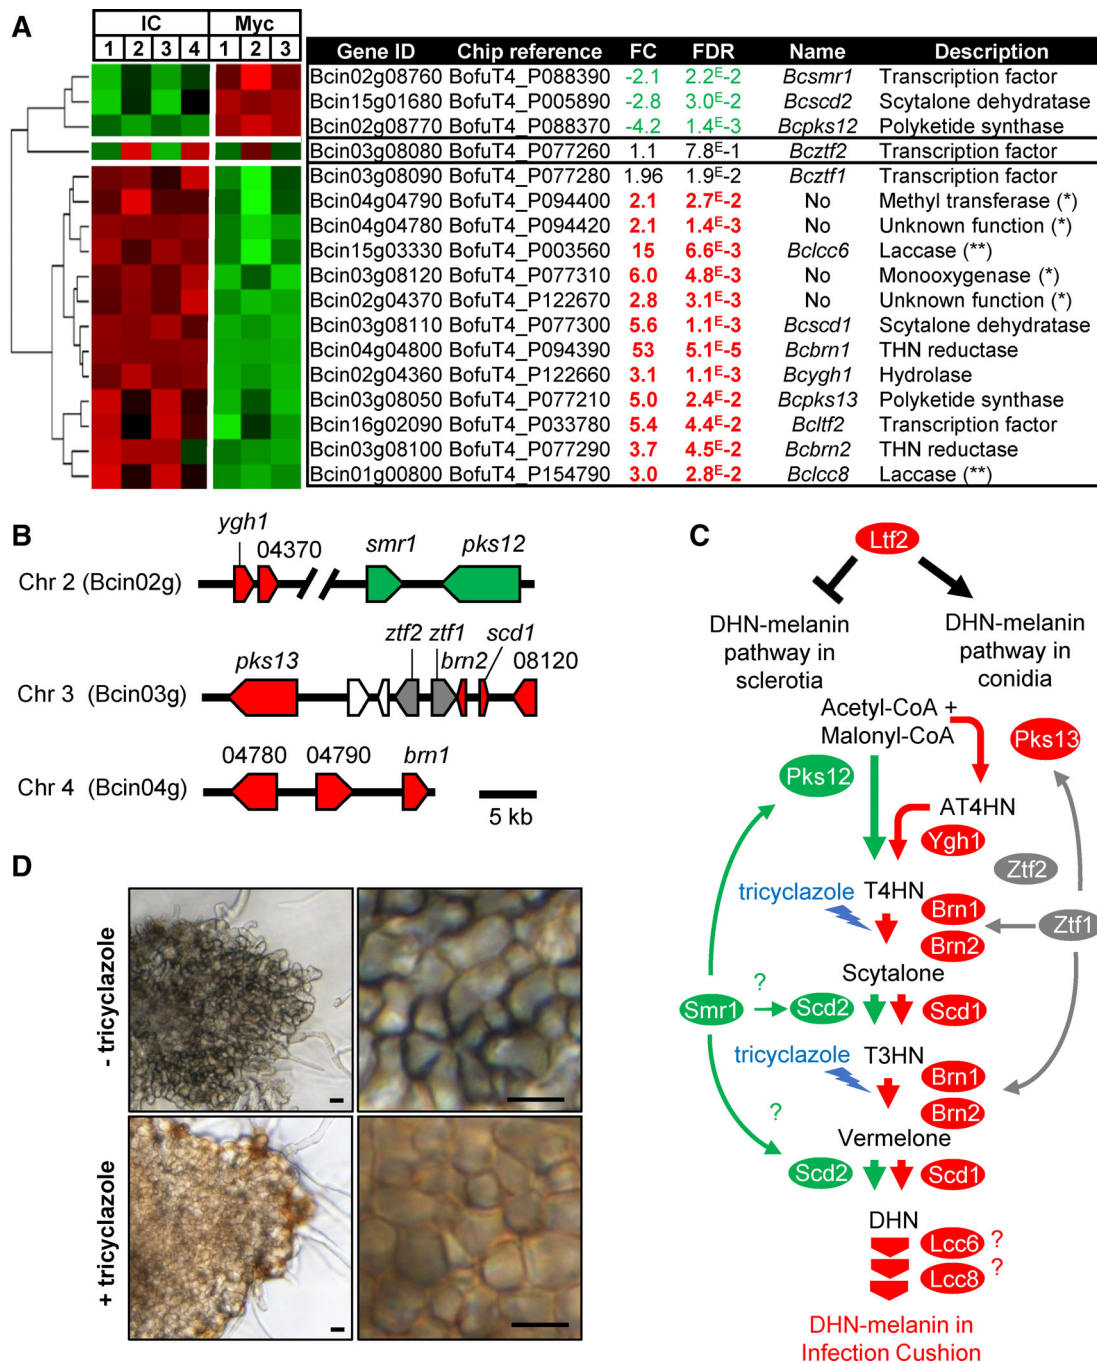 A
IC Myc
1 2 3 4 1 2 3
Gene ID Chip reference FC FDR Name Description
Bcin02g08760 BofuT4_P088390 -2.1 2.2E-2 Bcsmr1 Transcription factor
Bcin15g01680 BofuT4_P005890 -2.8 3.0E-2 Bcscd2 Scytalone dehydratase
Bcin02g08770 BofuT4_P088370 -4.2 1.4E-3 Bcpks12 Polyketide synthase
Bcin03g08080 BofuT4_P077260 1.1 7.8E-1 Bcztf2 Transcription factor
Bcin03g08090 BofuT4_P077280 1.96 1.9E-2 Bcztf1 Transcription factor
Bcin04g04790 BofuT4_P094400 2.1 2.7E-2 No Methyl transferase (*)
Bcin04g04780 BofuT4_P094420 2.1 1.4E-3 No Unknown function (*)
Bcin15g03330 BofuT4_P003560 15 6.6E-3 Bclcc6 Laccase (**)
Bcin03g08120 BofuT4_P077310 6.0 4.8E-3 No Monooxygenase (*)
Bcin02g04370 BofuT4_P122670 2.8 3.1E-3 No Unknown function (*)
Bcin03g08110 BofuT4_P077300 5.6 1.1E-3 Bcscd1 Scytalone dehydratase
Bcin04g04800 BofuT4_P094390 53 5.1E-5 Bcbrn1 THN reductase
Bcin02g04360 BofuT4_P122660 3.1 1.1E-3 Bcygh1 Hydrolase
Bcin03g08050 BofuT4_P077210 5.0 2.4E-2 Bcpks13 Polyketide synthase
Bcin16g02090 BofuT4_P033780 5.4 4.4E-2 Bcltf2 Transcription factor
Bcin03g08100 BofuT4_P077290 3.7 4.5E-2 Bcbrn2 THN reductase
Bcin01g00800 BofuT4_P154790 3.0 2.8E-2 Bclcc8 Laccase (**)
B
ygh1
04370 smr1 pks12
Chr 2 (Bcin02g)
ztf2 ztf1 scd1
pks13 brn2 08120
Chr 3 (Bcin03g)
04780 04790 brn1
Chr 4 (Bcin04g)
5 kb
C
Ltf2
DHN-melanin
pathway in
sclerotia
DHN-melanin
pathway in
conidia
Acetyl-CoA +
Malonyl-CoA
Pks13
Pks12
AT4HN
Ygh1
Ztf2
tricyclazole
T4HN
Brn1
Ztf1
Brn2
Scytalone
?
Smr1
Scd2
Scd1
tricyclazole
T3HN
Brn1
?
Brn2
Vermelone
Scd2
Scd1
DHN
Lcc6 ?
Lcc8 ?
DHN-melanin in
Infection Cushion
D
- tricyclazole
+ tricyclazole